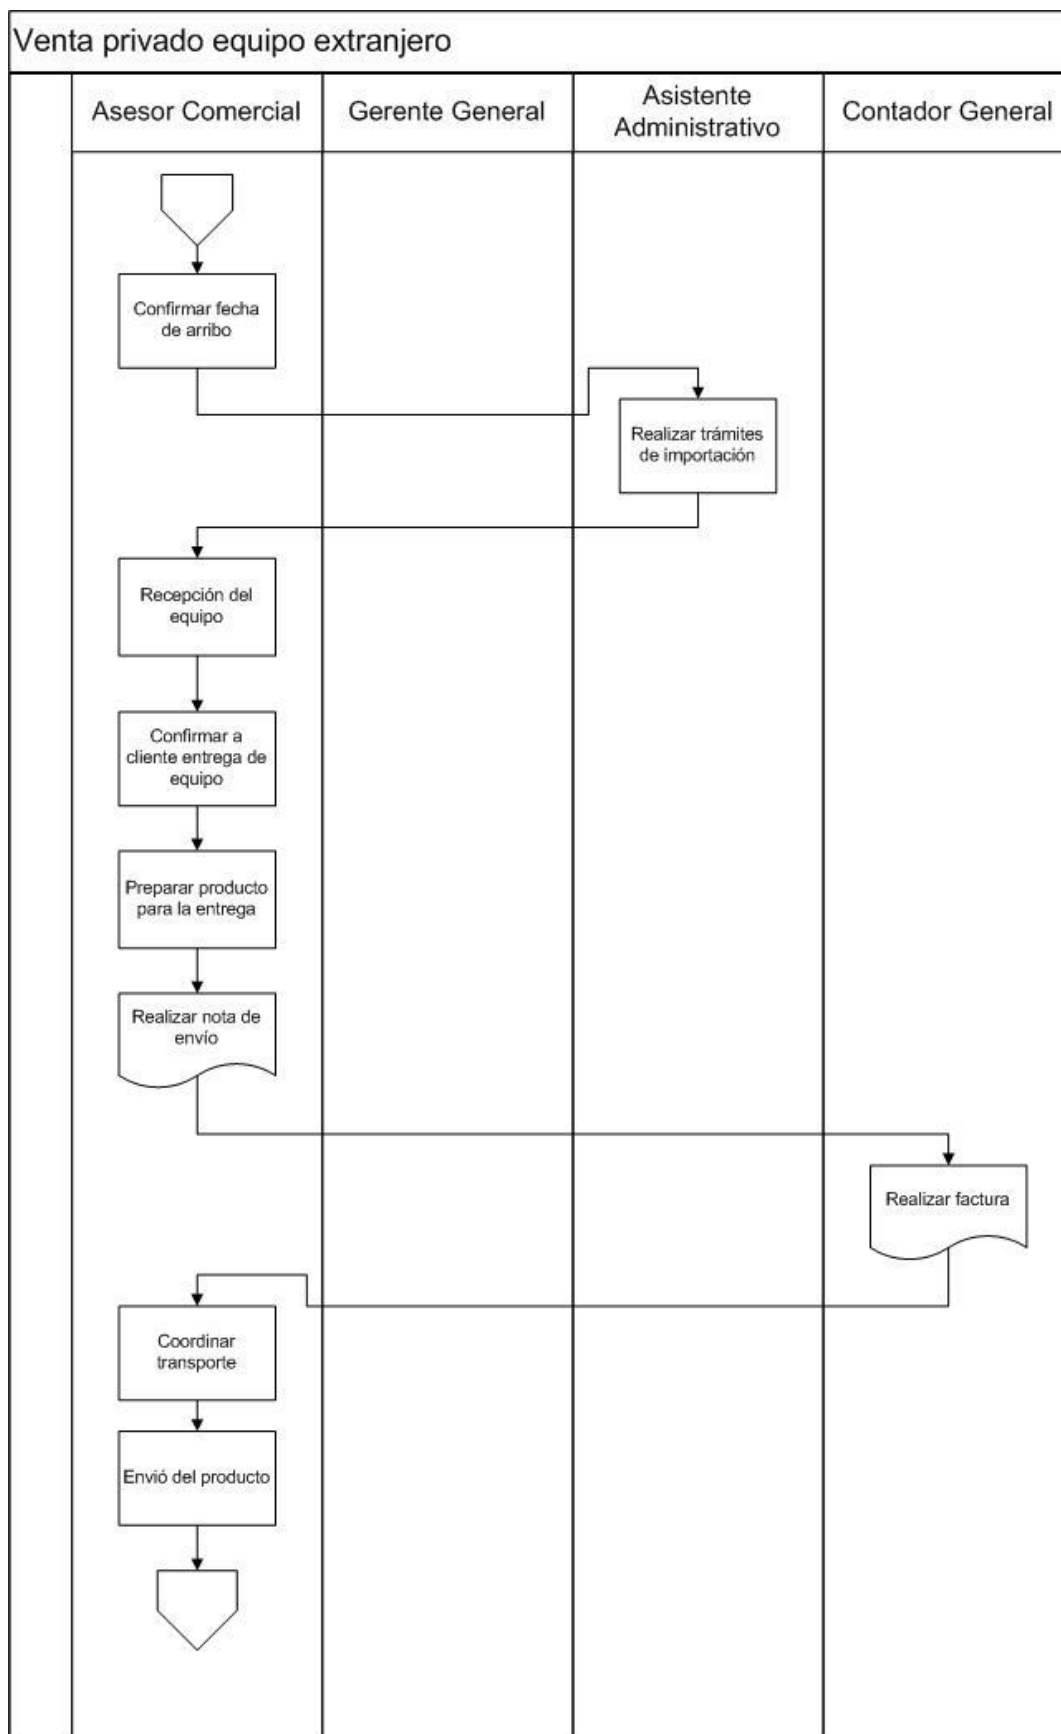 Venta privado equipo extranjero
Asesor Comercial
Gerente General
Asistente
Administrativo
Contador General
Confirmar fecha
de arribo
Realizar trámites
de importación
Recepción del
equipo
Confirmar a
cliente entrega de
equipo
Preparar producto
para la entrega
Realizar nota de
envío
Realizar factura
Coordinar
transporte
Envió del producto